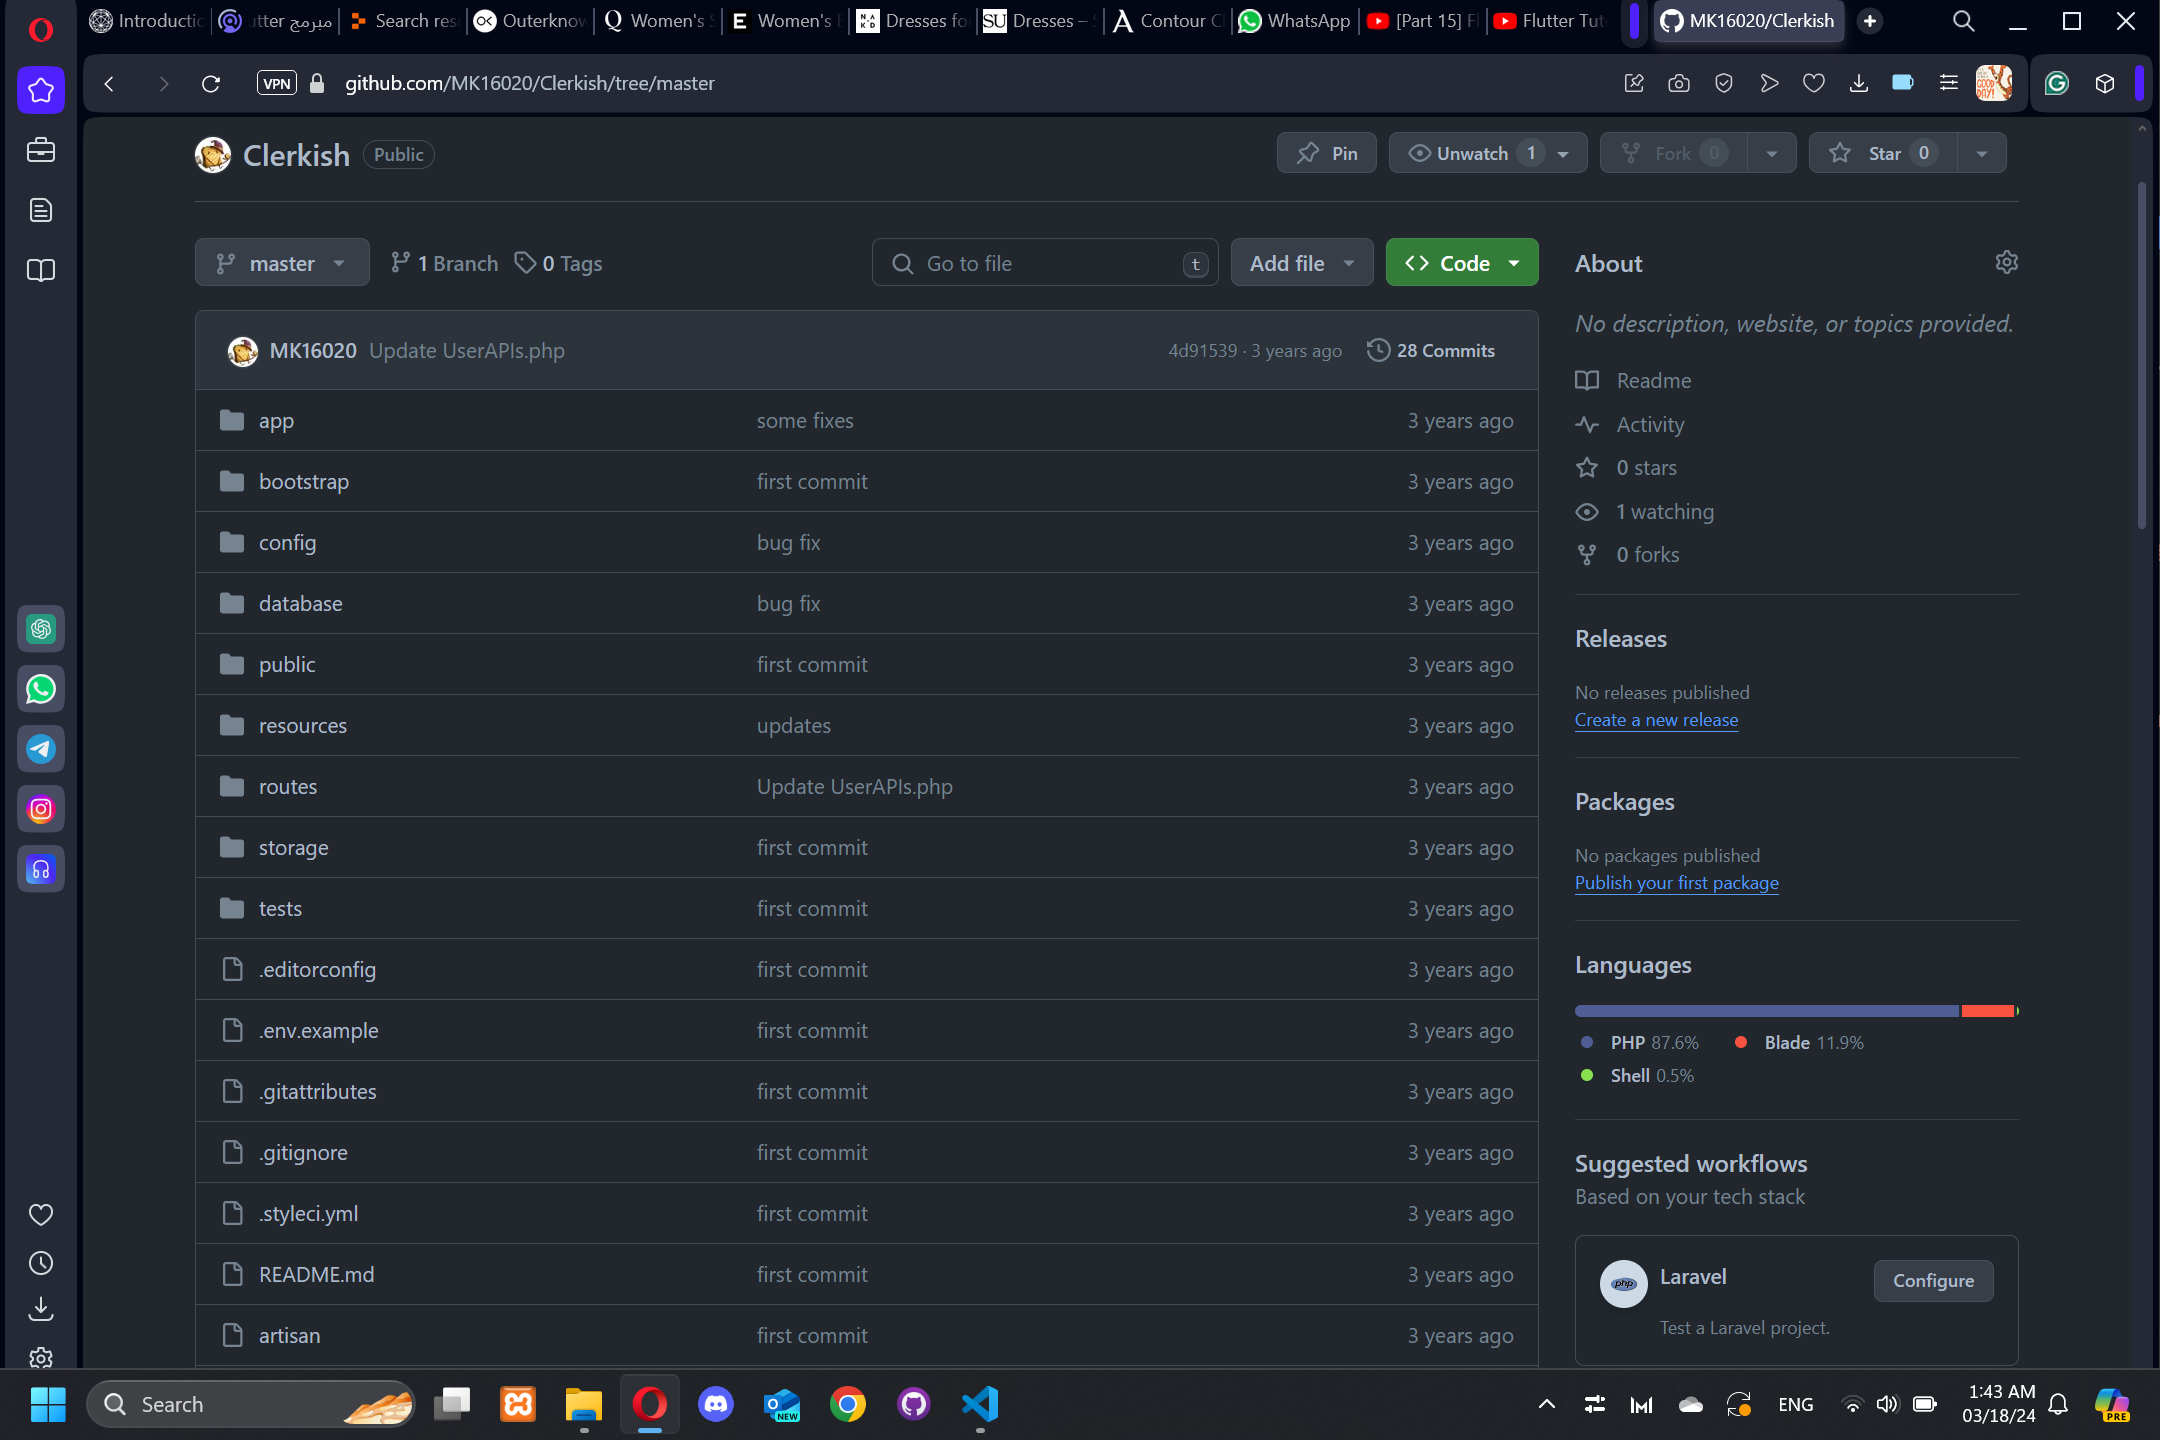 Introductic
مبرمج utter
Search res
Outerknow
Women's S
Women's E
Dresses fo
Dresses –
Contour C
WhatsApp
[Part 15] Fl
Flutter Tut
MK16020/Clerkish
VPN
github.com/MK16020/Clerkish/tree/master
Clerkish
Public
Pin
Unwatch 1
Fork 0
Star 0
master
1 Branch
0 Tags
Go to file
t
Add file
Code
MK16020 Update UserAPIs.php
4d91539 · 3 years ago
28 Commits
app some fixes 3 years ago
bootstrap first commit 3 years ago
config bug fix 3 years ago
database bug fix 3 years ago
public first commit 3 years ago
resources updates 3 years ago
routes Update UserAPIs.php 3 years ago
storage first commit 3 years ago
tests first commit 3 years ago
.editorconfig first commit 3 years ago
.env.example first commit 3 years ago
.gitattributes first commit 3 years ago
.gitignore first commit 3 years ago
.styleci.yml first commit 3 years ago
README.md first commit 3 years ago
artisan first commit 3 years ago
About
No description, website, or topics provided.
Readme
Activity
0 stars
1 watching
0 forks
Releases
No releases published
Create a new release
Packages
No packages published
Publish your first package
Languages
PHP 87.6%
Blade 11.9%
Shell 0.5%
Suggested workflows
Based on your tech stack
php
Laravel
Configure
Test a Laravel project.
Search
NEW
ENG
1:43 AM
03/18/24
PRE